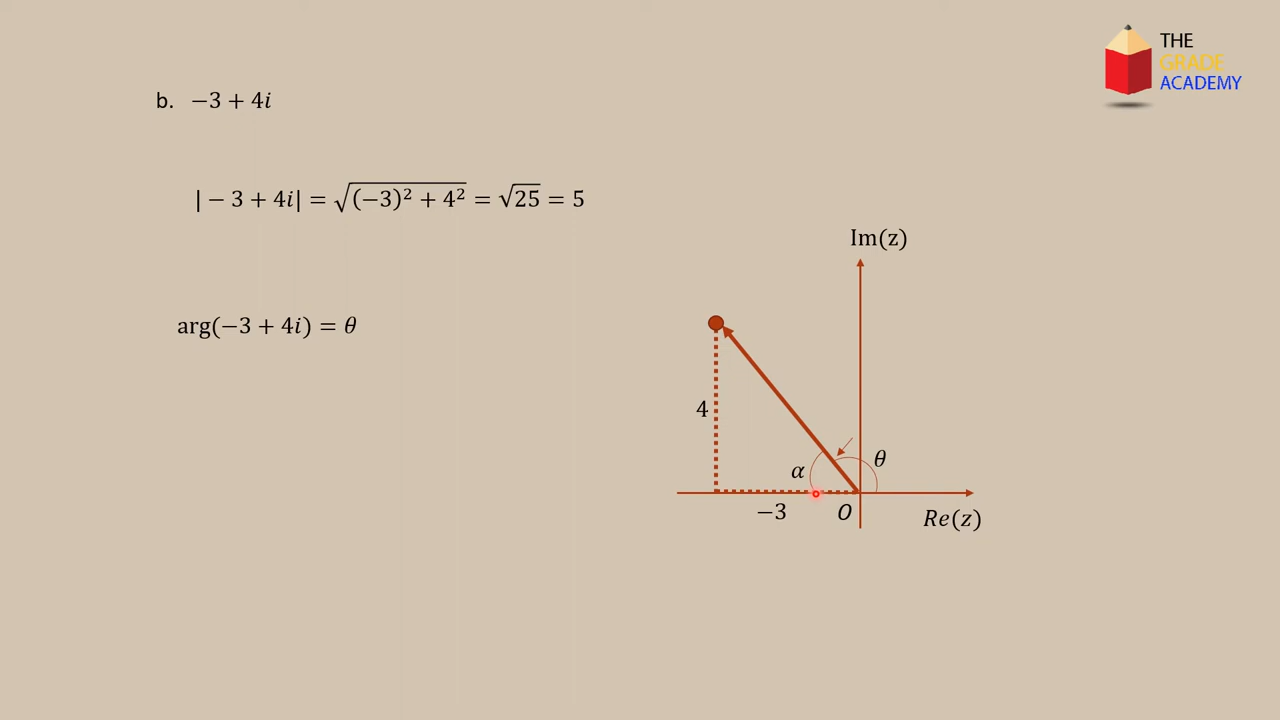 THE
GRADE
ACADEMY
b. −3 + 4i
|− 3 + 4i| = √(−3)² + 4² = √25 = 5
Im(z)
arg(−3 + 4i) = θ
4
α
θ
−3
O
Re(z)